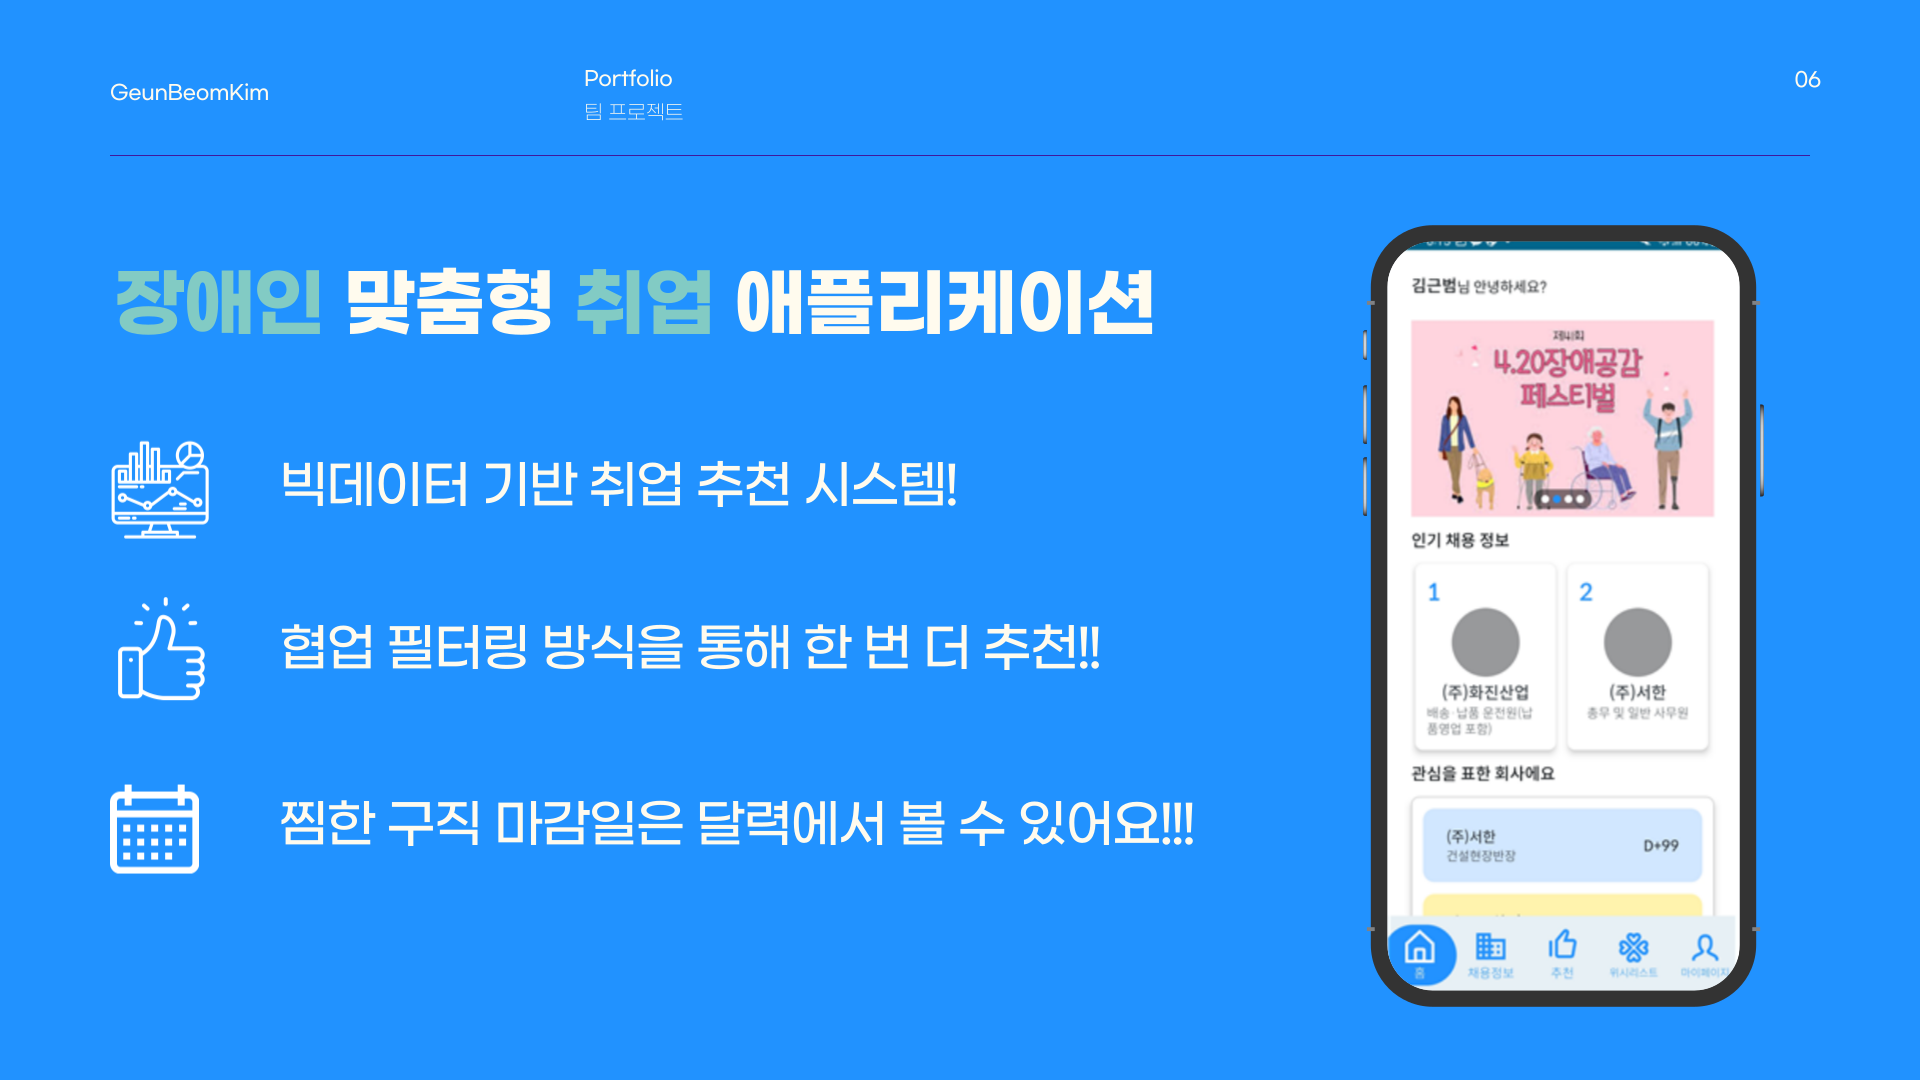 GeunBeomKim
Portfolio
팀 프로젝트
06
장애인 맞춤형 취업 애플리케이션
빅데이터 기반 취업 추천 시스템!
협업 필터링 방식을 통해 한 번 더 추천!!
찜한 구직 마감일은 달력에서 볼 수 있어요!!!
김근범님 안녕하세요?
제41회
4.20장애공감
페스티벌
인기 채용 정보
1
(주)화진산업
배송·납품 운전원(납
품영업 포함)
2
(주)서한
총무 및 일반 사무원
관심을 표한 회사에요
(주)서한
건설현장반장
D+99
홈
채용정보
추천
위시리스트
마이페이지